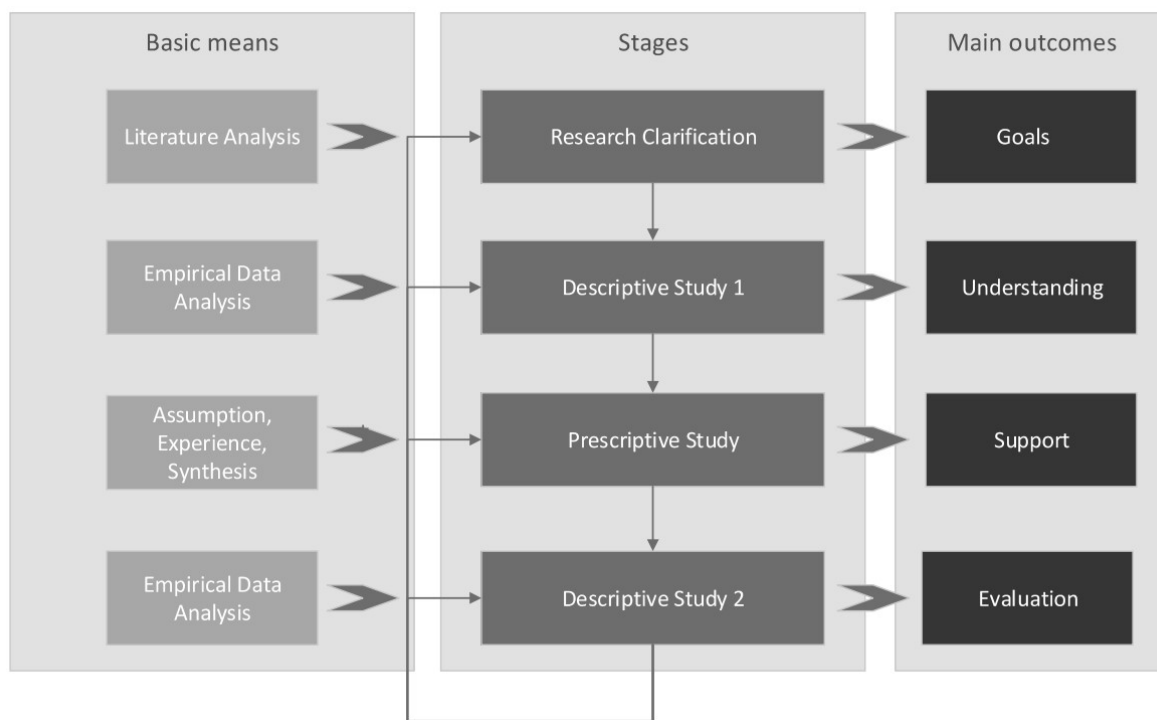 Basic means
Stages
Main outcomes
Literature Analysis
Research Clarification
Goals
Empirical Data
Analysis
Descriptive Study 1
Understanding
Assumption,
Experience,
Synthesis
Prescriptive Study
Support
Empirical Data
Analysis
Descriptive Study 2
Evaluation